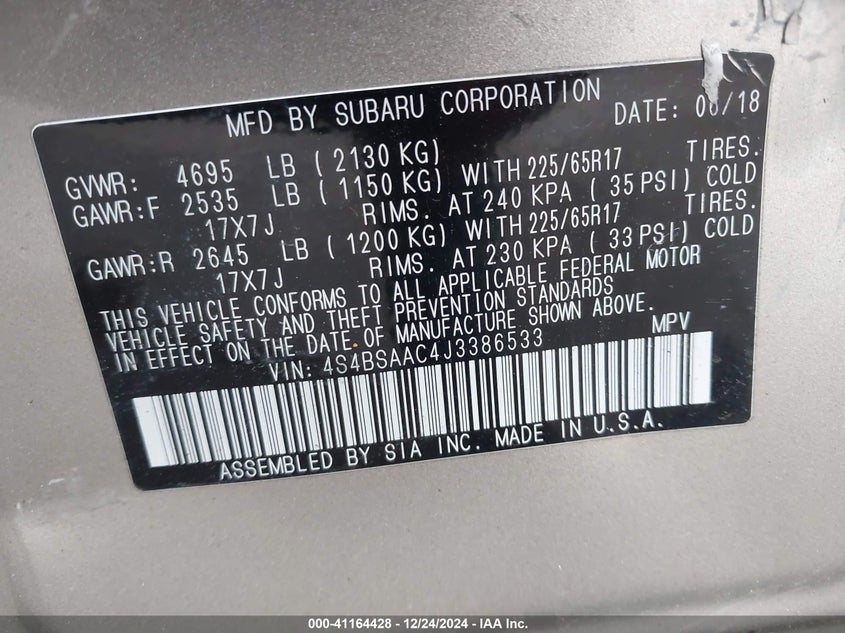 MFD BY SUBARU CORPORATION DATE: 06/18
GVWR: 4695 LB ( 2130 KG)
GAWR:F 2535 LB ( 1150 KG) WITH 225/65R17 TIRES.
17X7J RIMS. AT 240 KPA ( 35 PSI) COLD
GAWR:R 2645 LB ( 1200 KG) WITH 225/65R17 TIRES.
17X7J RIMS. AT 230 KPA ( 33 PSI) COLD
THIS VEHICLE CONFORMS TO ALL APPLICABLE FEDERAL MOTOR
VEHICLE SAFETY AND THEFT PREVENTION STANDARDS
IN EFFECT ON THE DATE OF MANUFACTURE SHOWN ABOVE.
VIN: 4S4BSAAC4J3386533 MPV
ASSEMBLED BY SIA INC. MADE IN U.S.A.
000-41164428 - 12/24/2024 - IAA Inc.